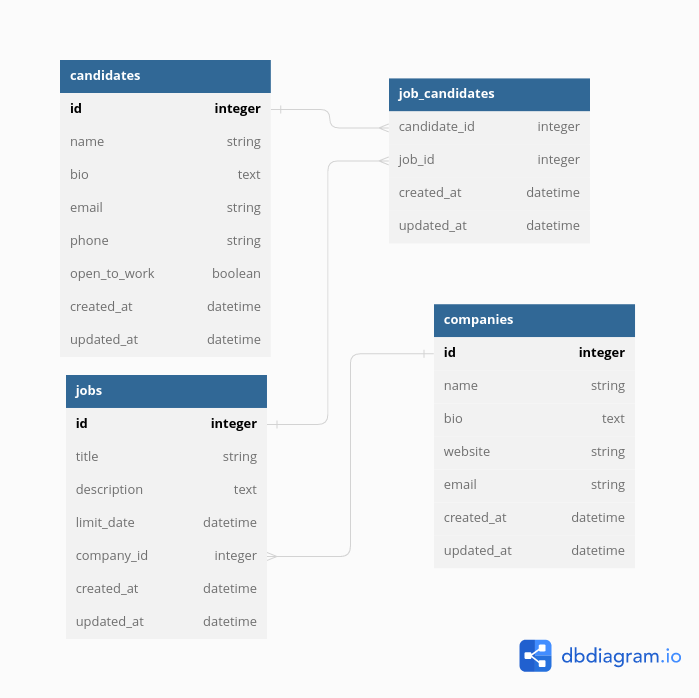 candidates
id integer
name string
bio text
email string
phone string
open_to_work boolean
created_at datetime
updated_at datetime
job_candidates
candidate_id integer
job_id integer
created_at datetime
updated_at datetime
jobs
id integer
title string
description text
limit_date datetime
company_id integer
created_at datetime
updated_at datetime
companies
id integer
name string
bio text
website string
email string
created_at datetime
updated_at datetime
dbdiagram.io